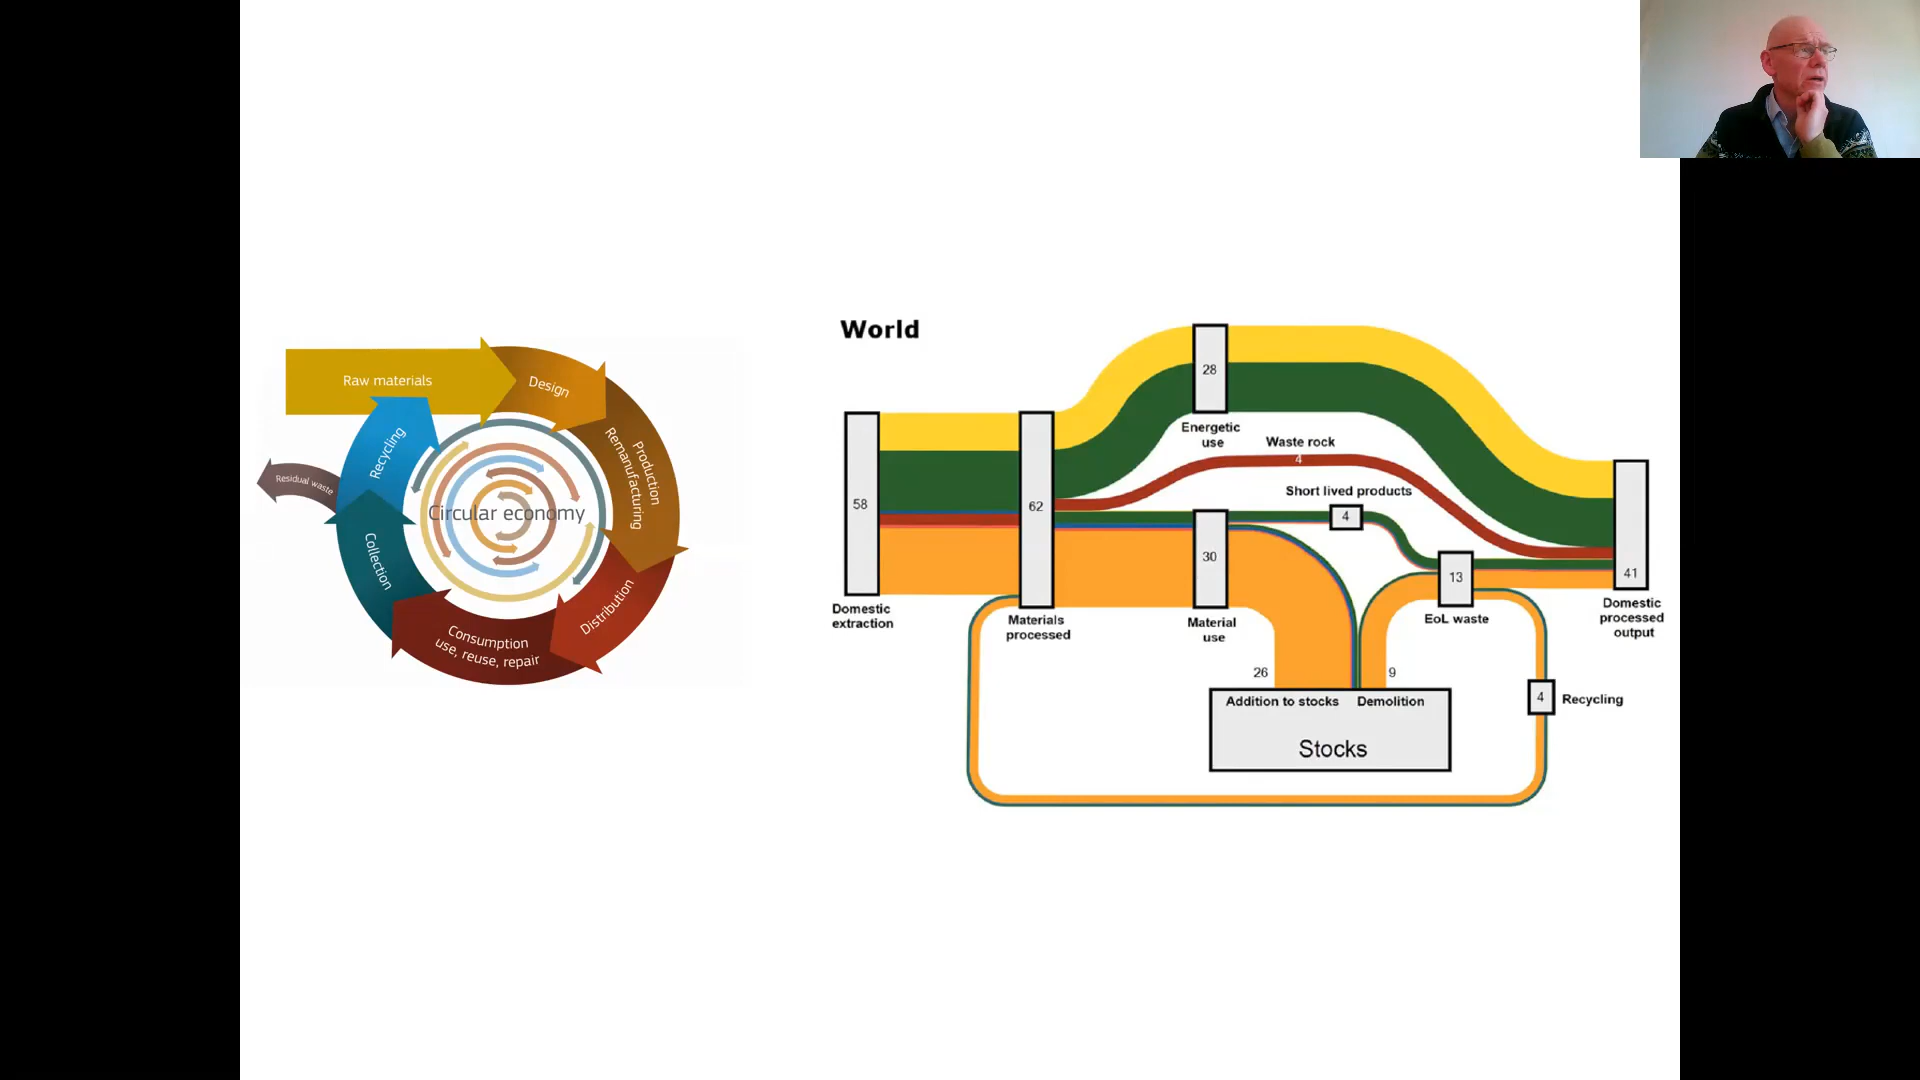 Raw materials
Design
Production
Remanufacturing
Distribution
Consumption
use, reuse, repair
Collection
Recycling
Residual waste
Circular economy
World
58
Domestic
extraction
62
Materials
processed
28
Energetic
use
Waste rock
4
Short lived products
4
30
Material
use
26
9
Addition to stocks
Demolition
Stocks
13
EoL waste
4
Recycling
41
Domestic
processed
output